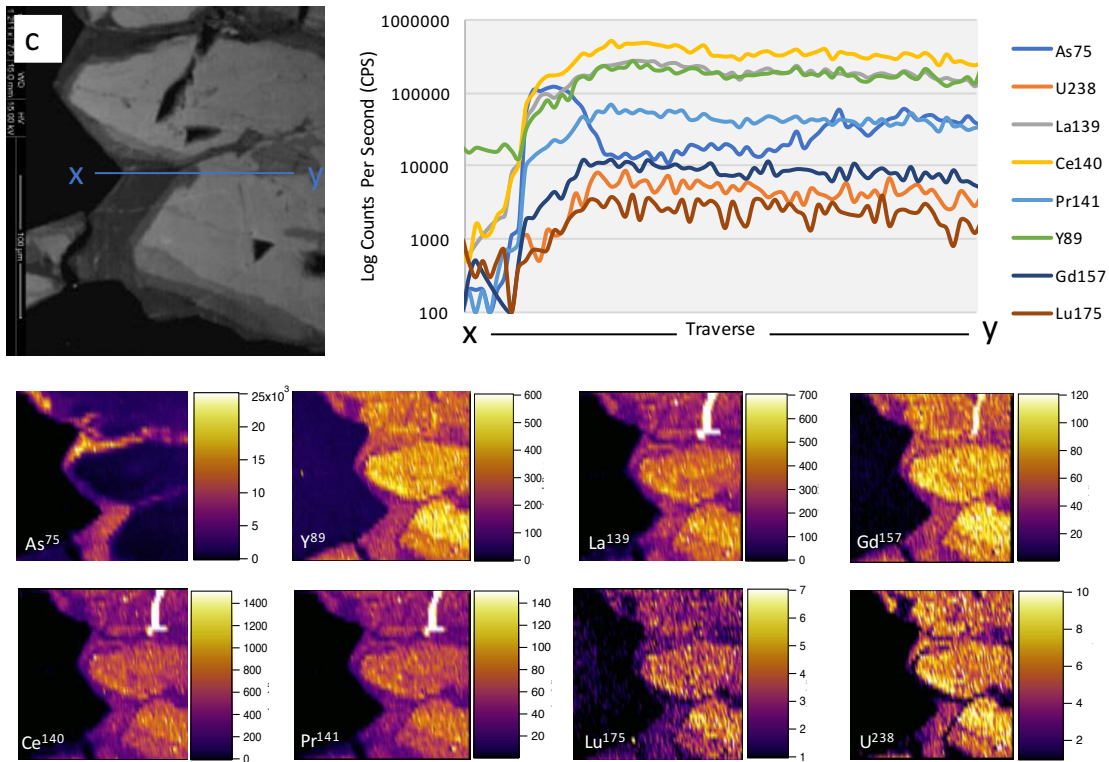 c
1000000
100000
10000
1000
100
Log Counts Per Second (CPS)
x
y
100 µm
x
Traverse
y
As75
U238
La139
Ce140
Pr141
Y89
Gd157
Lu175
25x10³
20
15
10
5
0
As⁷⁵
600
500
400
300
200
100
0
Y⁸⁹
700
600
500
400
300
200
100
0
La¹³⁹
120
100
80
60
40
20
Gd¹⁵⁷
1400
1200
1000
800
600
400
200
0
Ce¹⁴⁰
140
120
100
80
60
40
20
Pr¹⁴¹
7
6
5
4
3
2
1
Lu¹⁷⁵
10
8
6
4
2
U²³⁸